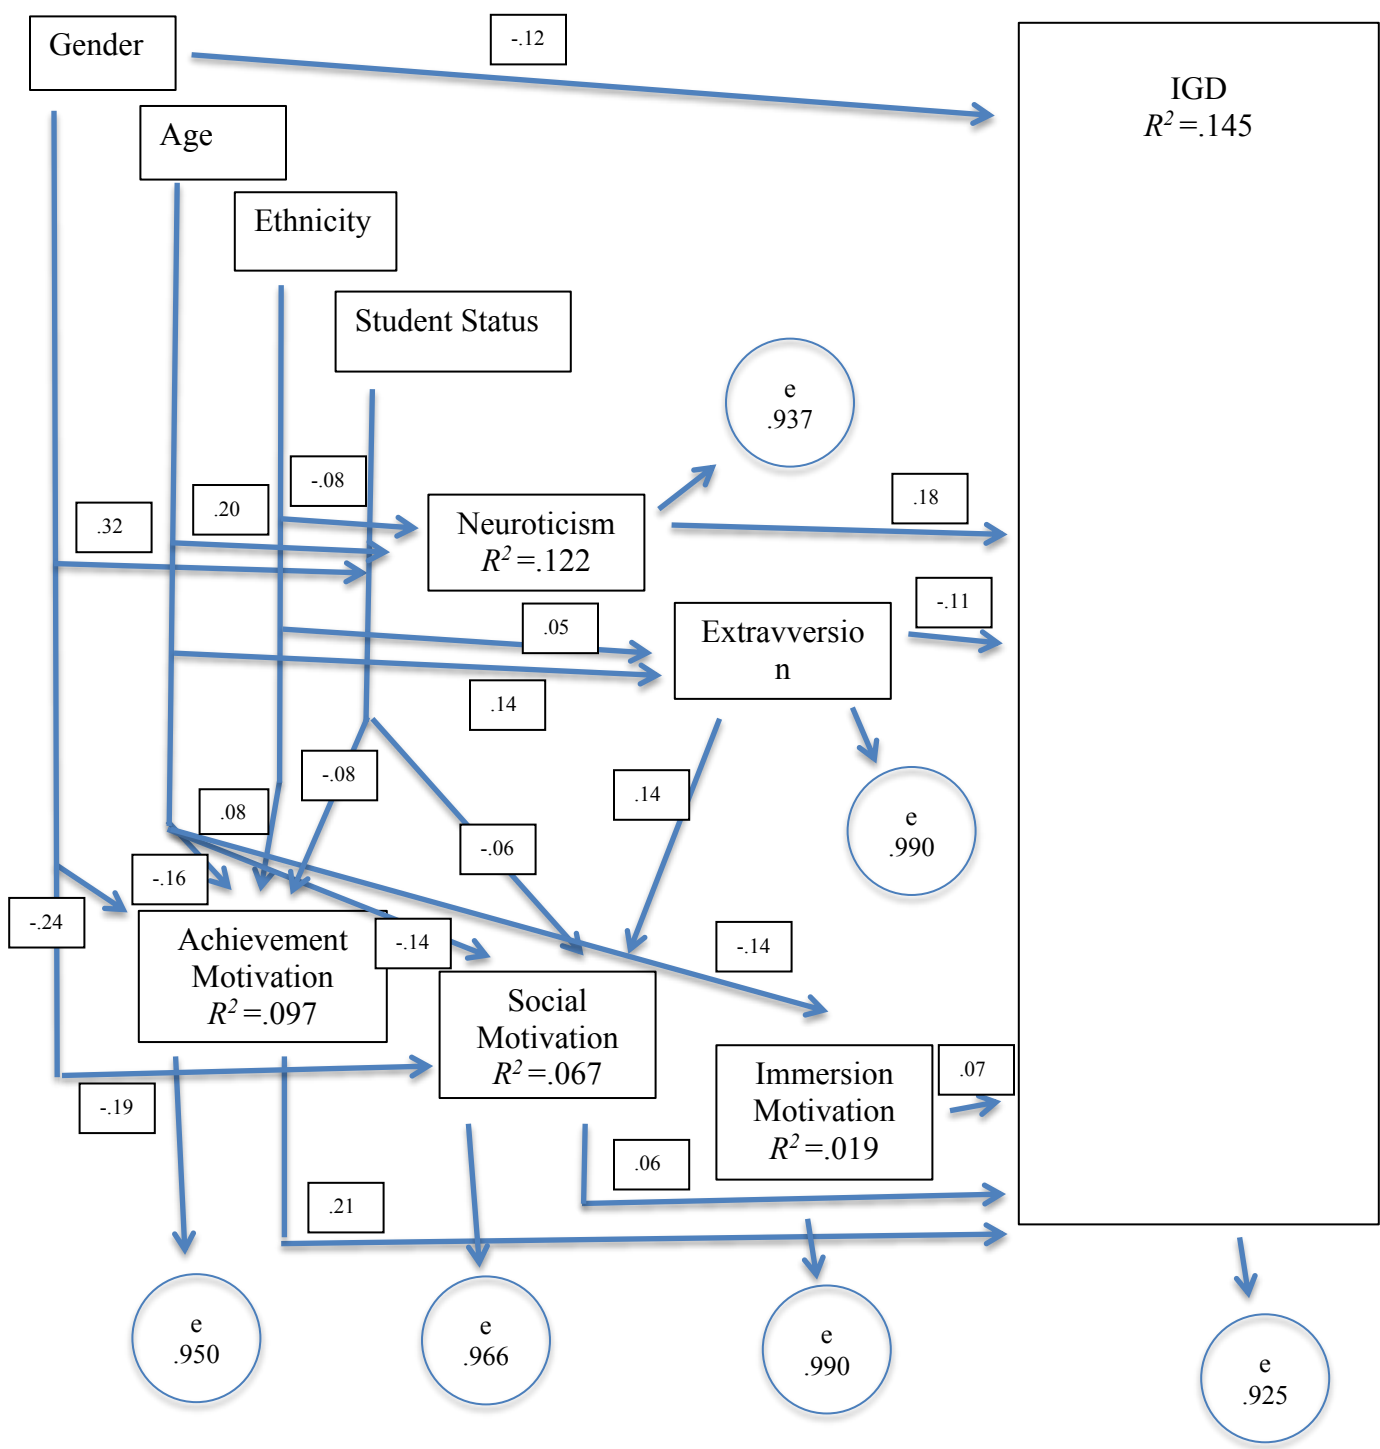 Gender
-.12
IGD
R² =.145
Age
Ethnicity
Student Status
e
.937
-.08
.20
.32
.18
Neuroticism
R² =.122
-.11
.05
Extravversio
n
.14
-.08
.14
.08
-.06
e
.990
-.16
-.24
-.14
-.14
Achievement
Motivation
R² =.097
Social
Motivation
R² =.067
.07
Immersion
Motivation
R² =.019
-.19
.06
.21
e
.950
e
.966
e
.990
e
.925